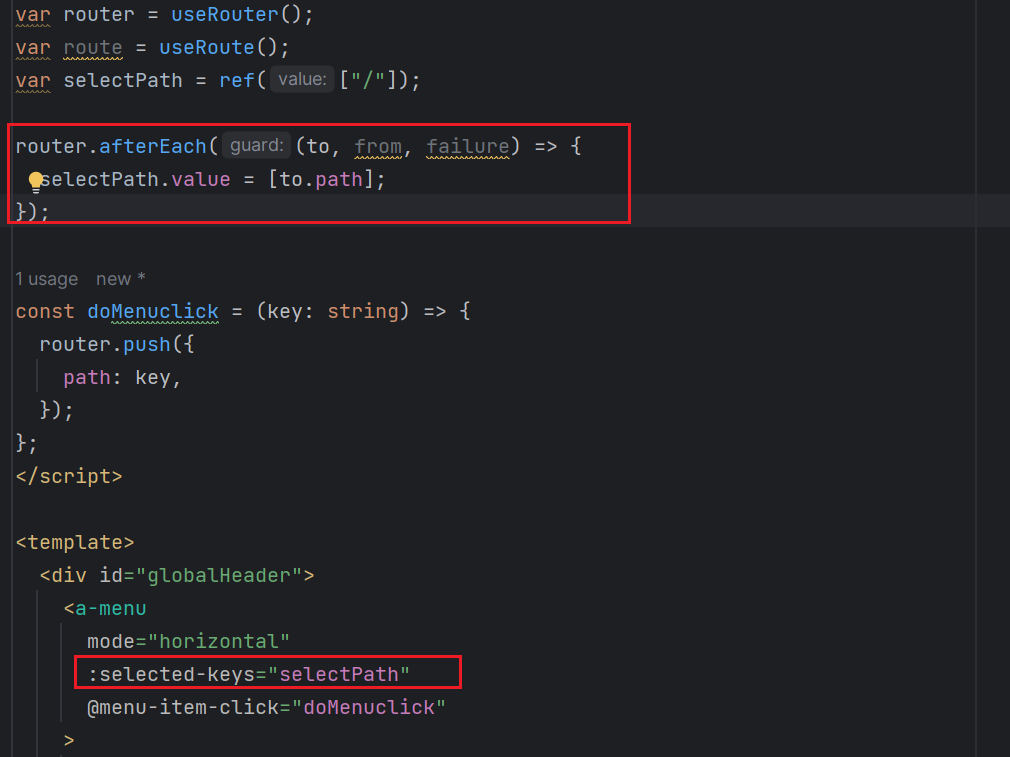 var router = useRouter();
var route = useRoute();
var selectPath = ref( value: ["/"]);
router.afterEach( guard: (to, from, failure) => {
selectPath.value = [to.path];
});
1 usage new *
const doMenuclick = (key: string) => {
router.push({
path: key,
});
};
</script>
<template>
<div id="globalHeader">
<a-menu
mode="horizontal"
:selected-keys="selectPath"
@menu-item-click="doMenuclick"
>